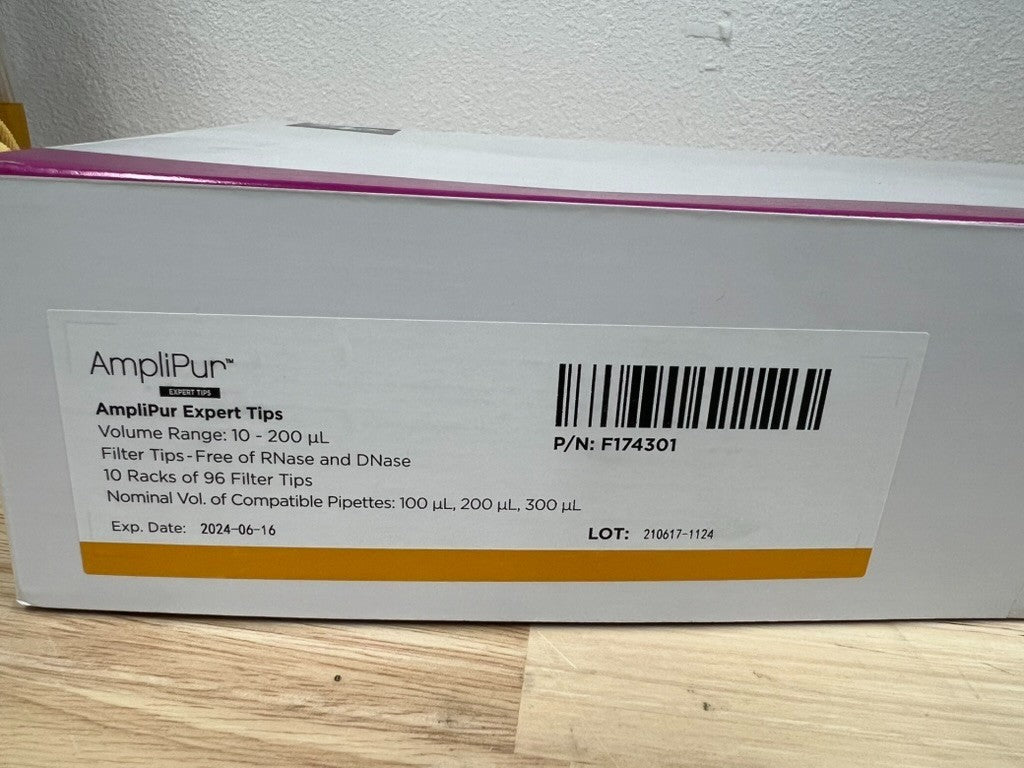 AmpliPur™
EXPERT TIPS
AmpliPur Expert Tips
Volume Range: 10 - 200 µL
Filter Tips-Free of RNase and DNase
10 Racks of 96 Filter Tips
Nominal Vol. of Compatible Pipettes: 100 µL, 200 µL, 300 µL
Exp. Date: 2024-06-16
P/N: F174301
LOT: 210617-1124